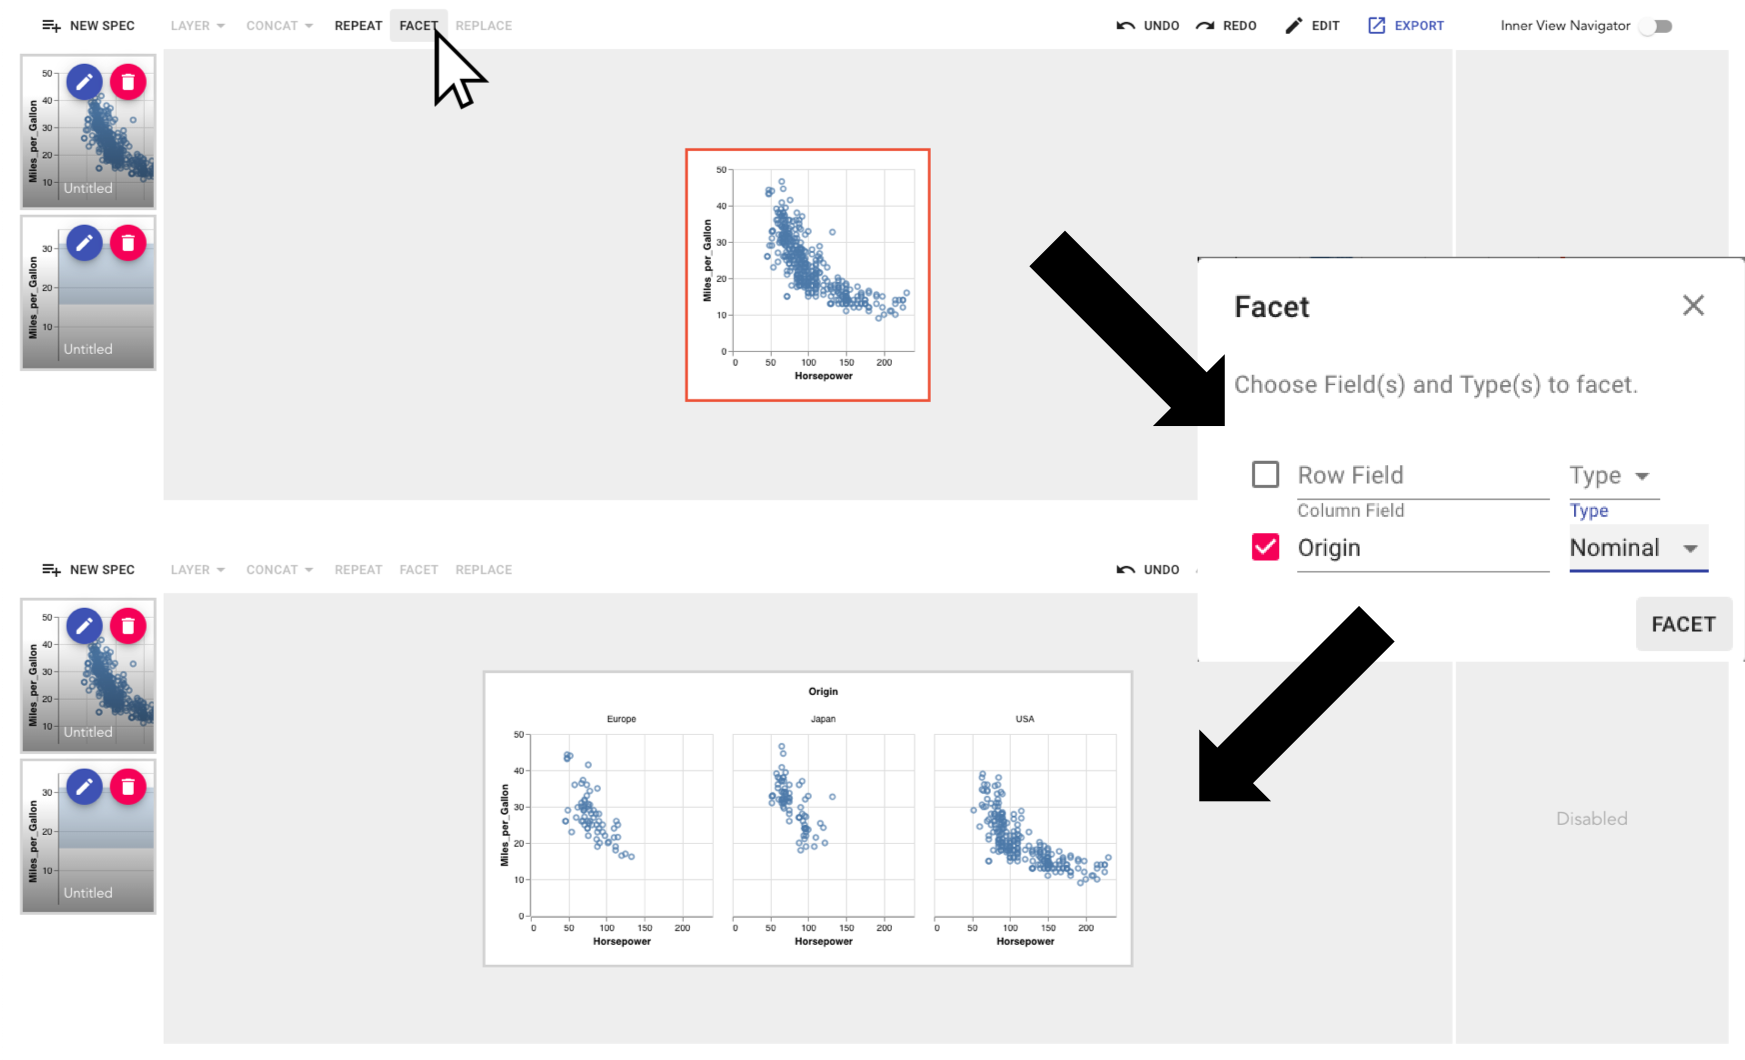 NEW SPEC LAYER CONCAT REPEAT FACET REPLACE UNDO REDO EDIT EXPORT Inner View Navigator
50
40
30
20
10
Miles_per_Gallon
Untitled
30
20
10
Miles_per_Gallon
Untitled
50
40
30
20
10
0
Miles_per_Gallon
0 50 100 150 200
Horsepower
Facet
Choose Field(s) and Type(s) to facet.
Row Field Type
Column Field Type
Origin Nominal
FACET
NEW SPEC LAYER CONCAT REPEAT FACET REPLACE UNDO
50
40
30
20
10
Miles_per_Gallon
Untitled
30
20
10
Miles_per_Gallon
Untitled
Origin
Europe Japan USA
50
40
30
20
10
0
Miles_per_Gallon
0 50 100 150 200 0 50 100 150 200 0 50 100 150 200
Horsepower Horsepower Horsepower
Disabled